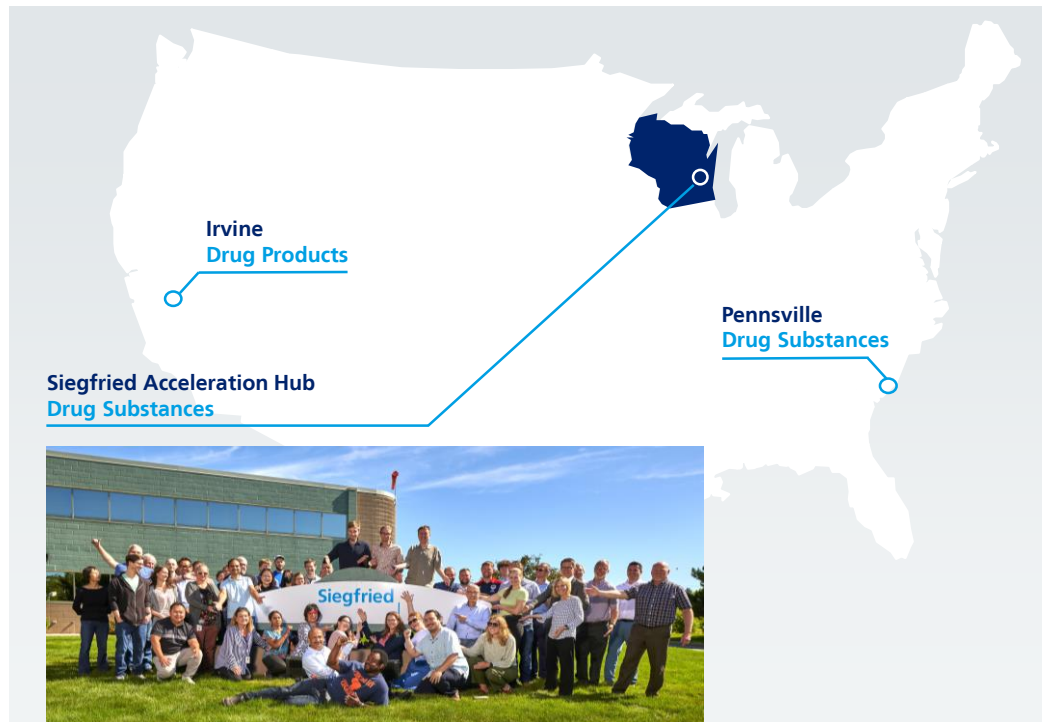 Irvine
Drug Products
Pennsville
Drug Substances
Siegfried Acceleration Hub
Drug Substances
Siegfried